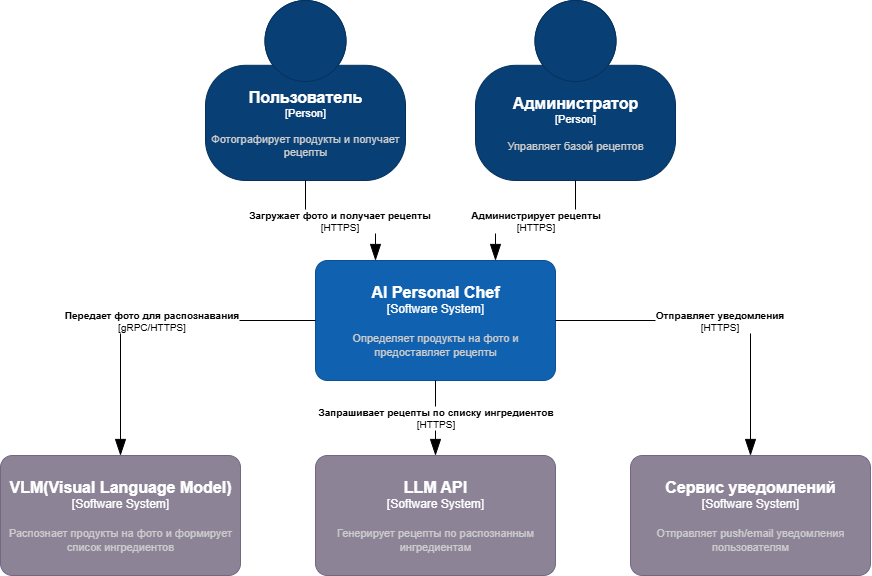 Пользователь
[Person]
Фотографирует продукты и получает
рецепты
Администратор
[Person]
Управляет базой рецептов
Загружает фото и получает рецепты
[HTTPS]
Администрирует рецепты
[HTTPS]
AI Personal Chef
[Software System]
Определяет продукты на фото и
предоставляет рецепты
Передает фото для распознавания
[gRPC/HTTPS]
Отправляет уведомления
[HTTPS]
Запрашивает рецепты по списку ингредиентов
[HTTPS]
VLM(Visual Language Model)
[Software System]
Распознает продукты на фото и формирует
список ингредиентов
LLM API
[Software System]
Генерирует рецепты по распознанным
ингредиентам
Сервис уведомлений
[Software System]
Отправляет push/email уведомления
пользователям